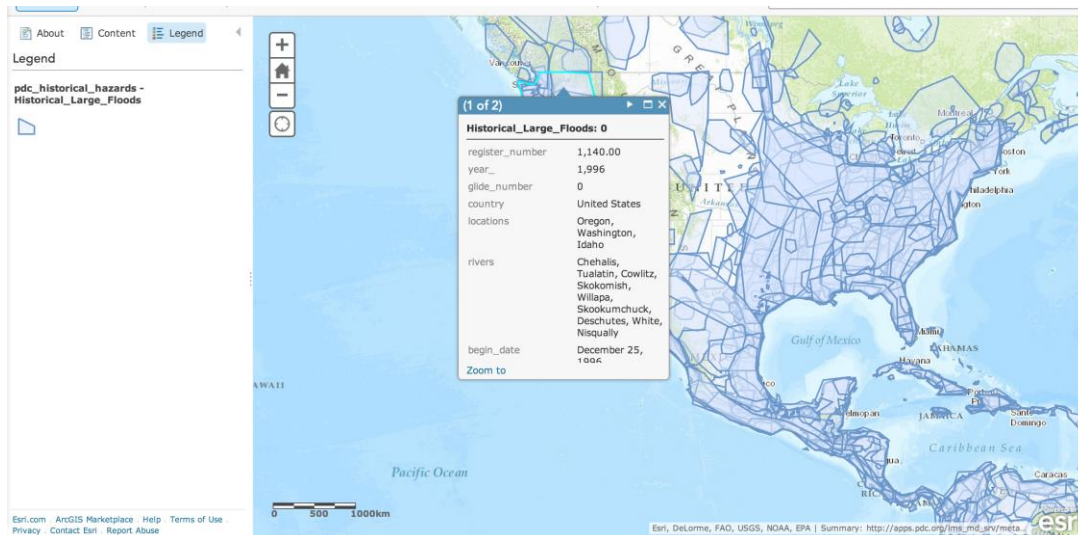 About
Content
Legend
Legend
pdc_historical_hazards -
Historical_Large_Floods
Esri.com . ArcGIS Marketplace . Help . Terms of Use .
Privacy . Contact Esri . Report Abuse
+
−
(1 of 2)
Historical_Large_Floods: 0
register_number 1,140.00
year_ 1,996
glide_number 0
country United States
locations Oregon,
Washington,
Idaho
rivers Chehalis,
Tualatin, Cowlitz,
Skokomish,
Willapa,
Skookumchuck,
Deschutes, White,
Nisqually
begin_date December 25,
1996
Zoom to
Winnipeg
Lake
Superior
Montreal
Toronto
Philadelphia
Gulf of Mexico
Miami
BAHAMAS
Havana
JAMAICA
Santo
Domingo
Caribbean Sea
Caracas
Pacific Ocean
0 500 1000km
Esri, DeLorme, FAO, USGS, NOAA, EPA | Summary: http://apps.pdc.org/ims_md_srv/meta...
esri